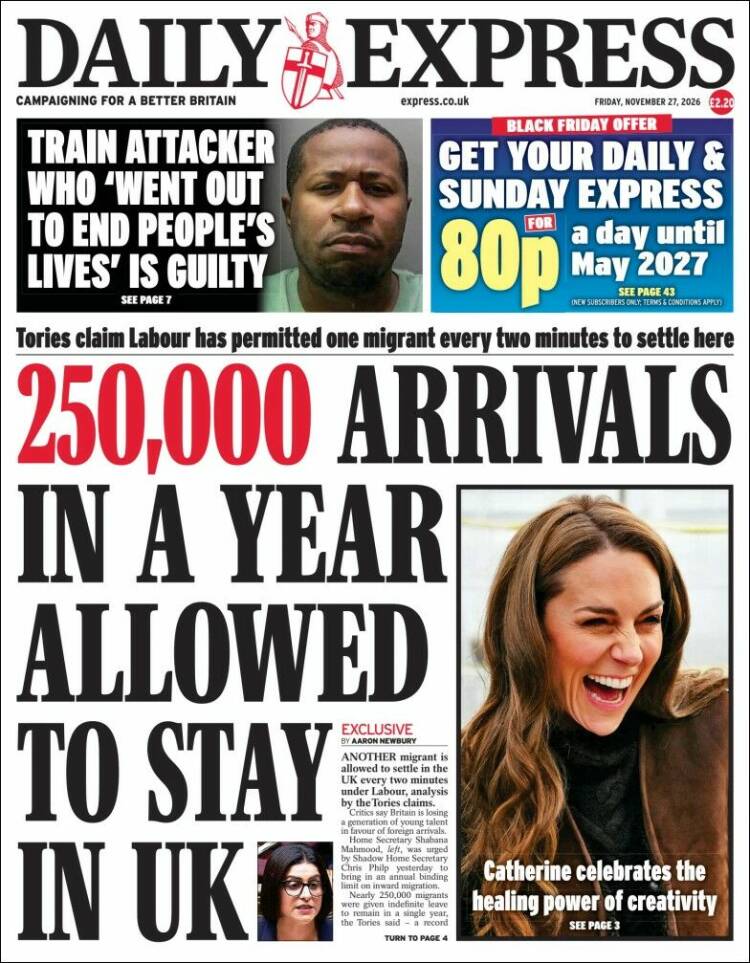 DAILY EXPRESS
CAMPAIGNING FOR A BETTER BRITAIN
express.co.uk
FRIDAY, NOVEMBER 27, 2026
£2.20
TRAIN ATTACKER
WHO ‘WENT OUT
TO END PEOPLE’S
LIVES’ IS GUILTY
SEE PAGE 7
BLACK FRIDAY OFFER
GET YOUR DAILY &
SUNDAY EXPRESS
FOR
80p
a day until
May 2027
SEE PAGE 43
(NEW SUBSCRIBERS ONLY; TERMS & CONDITIONS APPLY)
Tories claim Labour has permitted one migrant every two minutes to settle here
250,000 ARRIVALS
IN A YEAR
ALLOWED
TO STAY
IN UK
EXCLUSIVE
BY AARON NEWBURY
ANOTHER migrant is
allowed to settle in the
UK every two minutes
under Labour, analysis
by the Tories claims.
Critics say Britain is losing
a generation of young talent
in favour of foreign arrivals.
Home Secretary Shabana
Mahmood, left, was urged
by Shadow Home Secretary
Chris Philp yesterday to
bring in an annual binding
limit on inward migration.
Nearly 250,000 migrants
were given indefinite leave
to remain in a single year,
the Tories said – a record
TURN TO PAGE 4
Catherine celebrates the
healing power of creativity
SEE PAGE 3